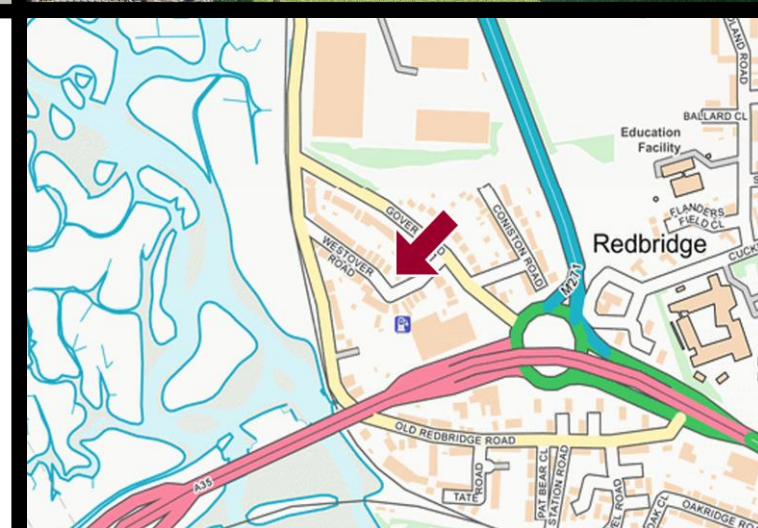 BALLARD CL
Education
Facility
FLANDERS
FIELD CL
GOVER
CONISTON ROAD
WESTOVER
ROAD
Redbridge
M271
OLD REDBRIDGE ROAD
A35
TATE ROAD
PAT BEAR CL
STATION ROAD
OAKRIDGE RO